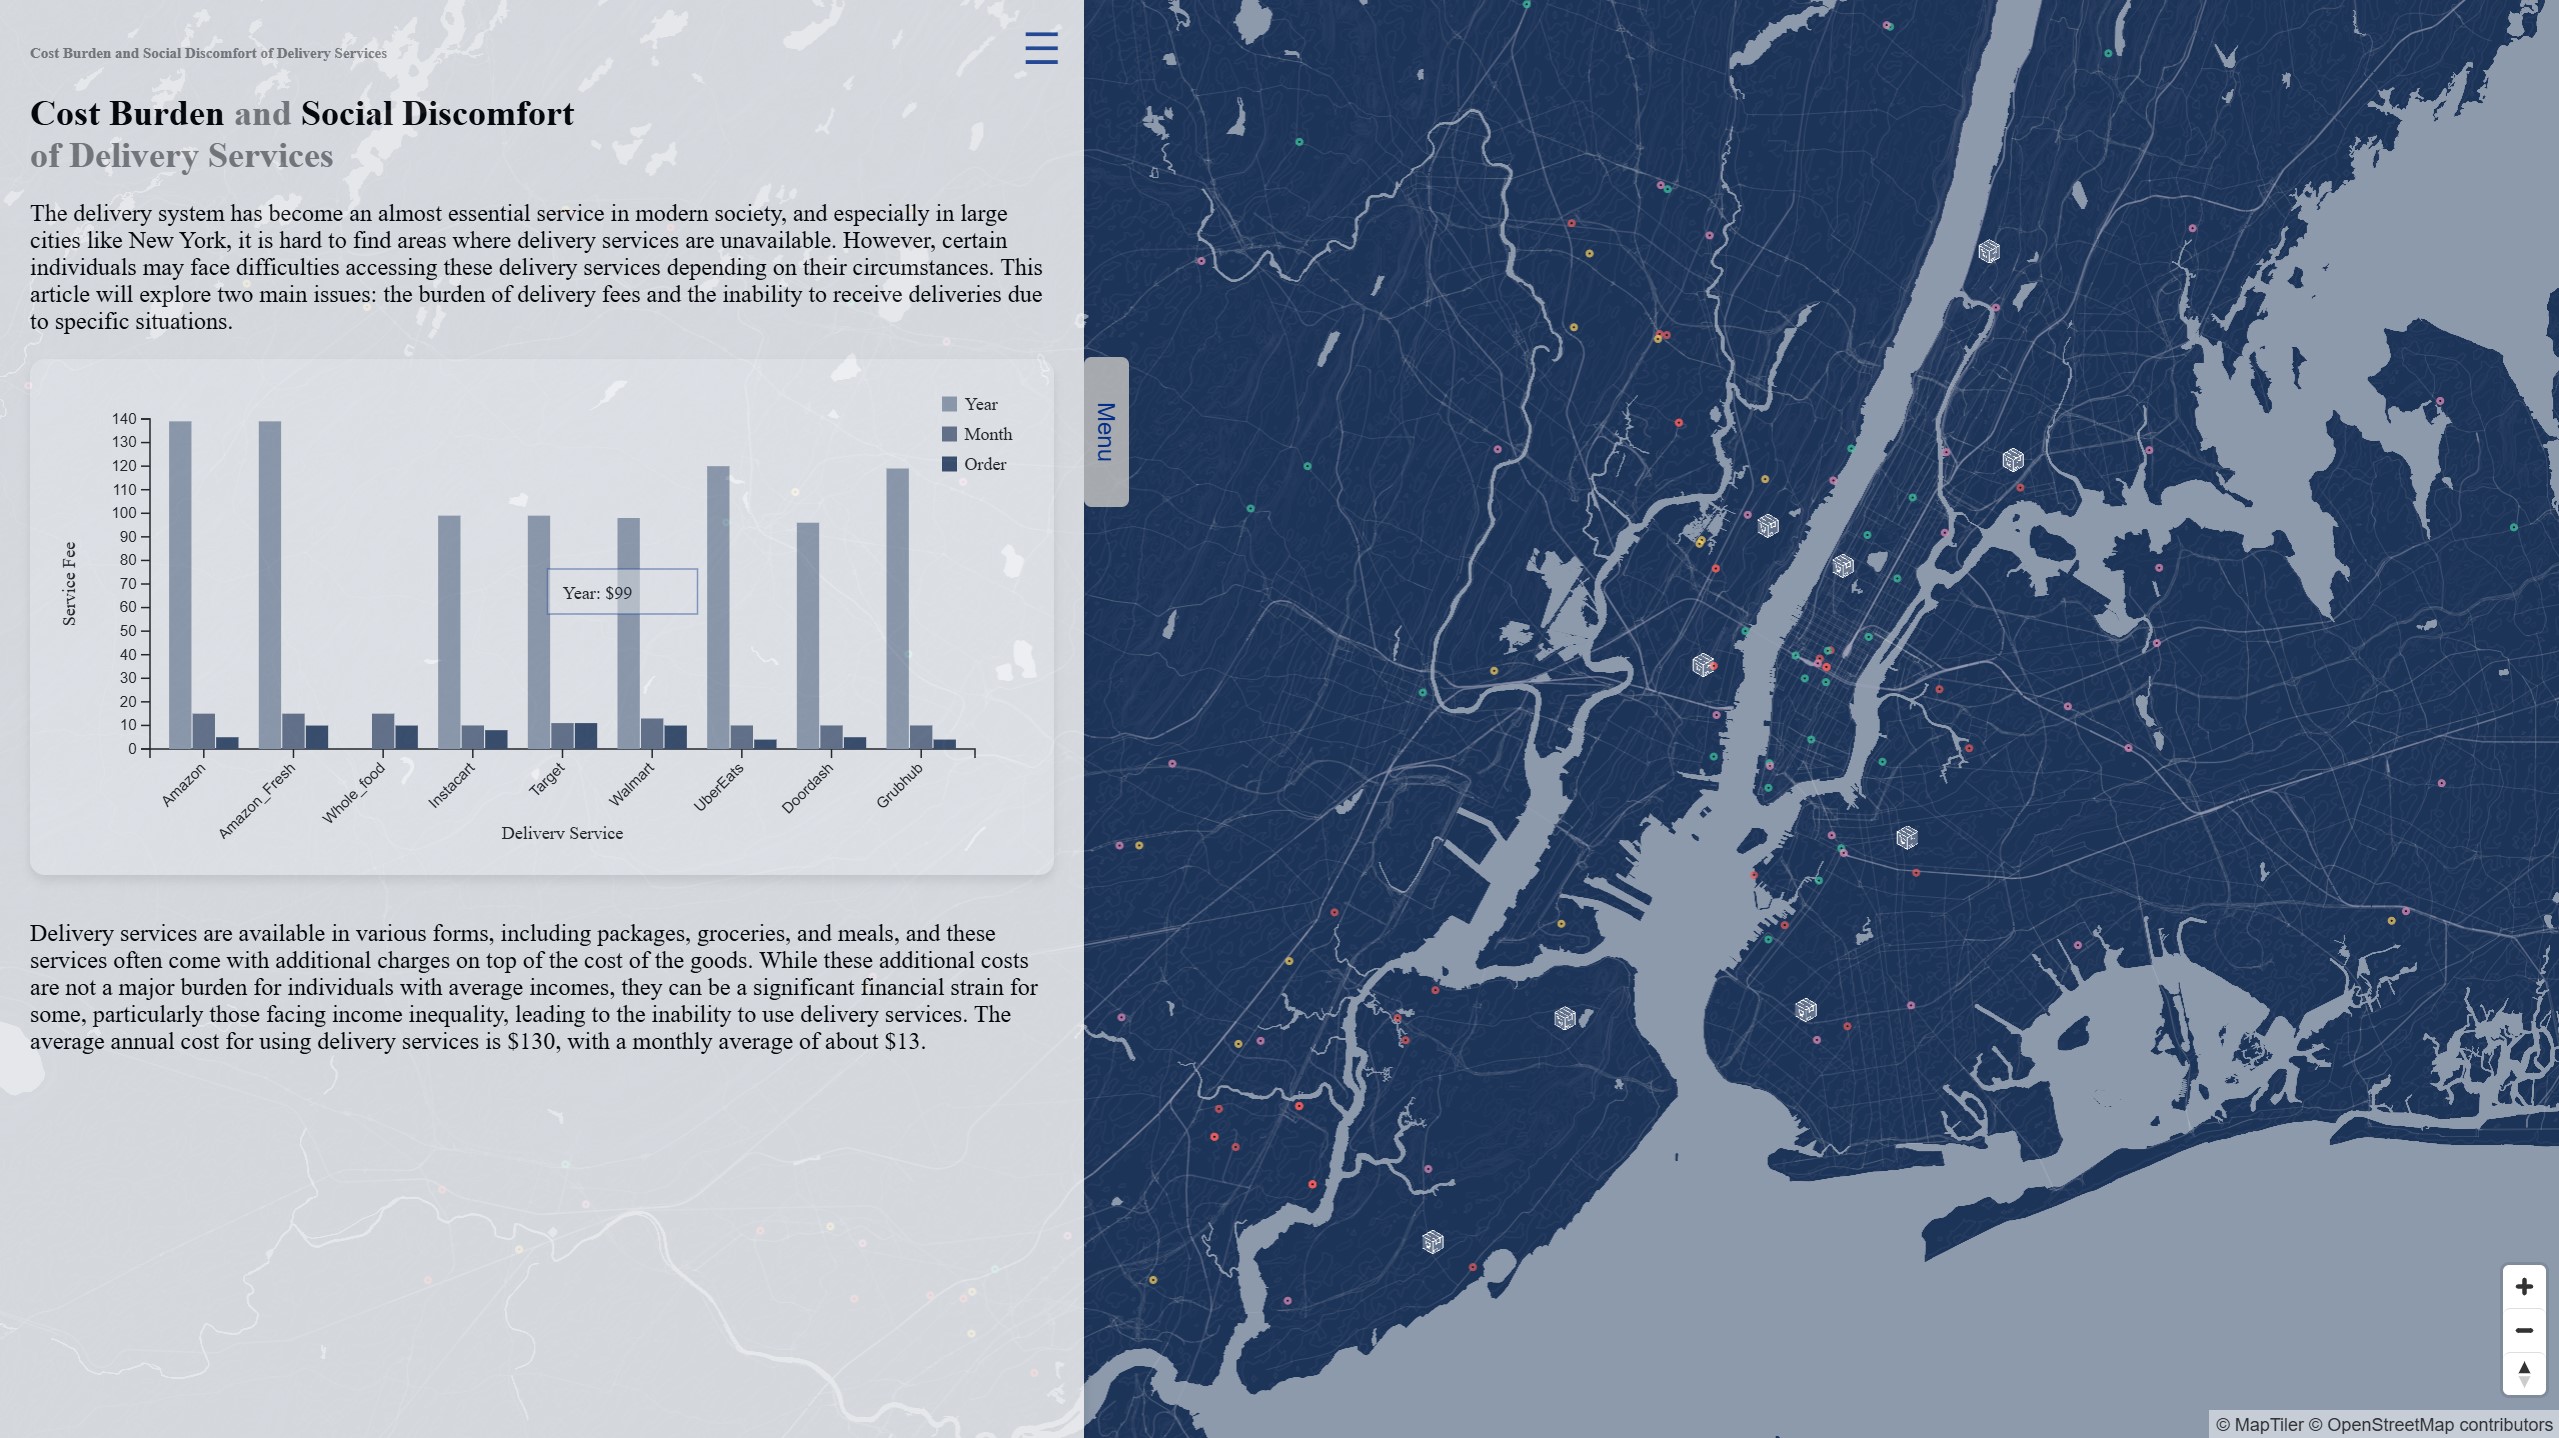 Cost Burden and Social Discomfort of Delivery Services
Cost Burden and Social Discomfort
of Delivery Services
The delivery system has become an almost essential service in modern society, and especially in large
cities like New York, it is hard to find areas where delivery services are unavailable. However, certain
individuals may face difficulties accessing these delivery services depending on their circumstances. This
article will explore two main issues: the burden of delivery fees and the inability to receive deliveries due
to specific situations.
Year
Month
Order
140
130
120
110
100
90
80
70
60
50
40
30
20
10
0
Service Fee
Year: $99
Amazon
Amazon_Fresh
Whole_food
Instacart
Target
Walmart
UberEats
Doordash
Grubhub
Delivery Service
Delivery services are available in various forms, including packages, groceries, and meals, and these
services often come with additional charges on top of the cost of the goods. While these additional costs
are not a major burden for individuals with average incomes, they can be a significant financial strain for
some, particularly those facing income inequality, leading to the inability to use delivery services. The
average annual cost for using delivery services is $130, with a monthly average of about $13.
Menu
© MapTiler © OpenStreetMap contributors